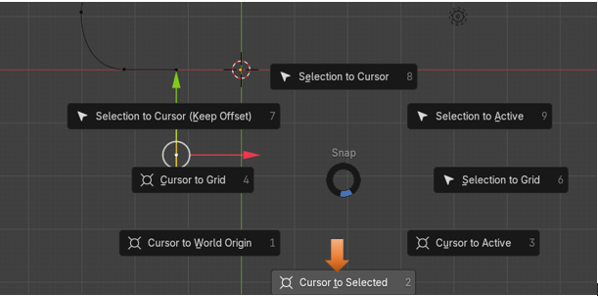 Selection to Cursor 8
Selection to Cursor (Keep Offset) 7
Selection to Active 9
Snap
Cursor to Grid 4
Selection to Grid 6
Cursor to World Origin 1
Cursor to Active 3
Cursor to Selected 2